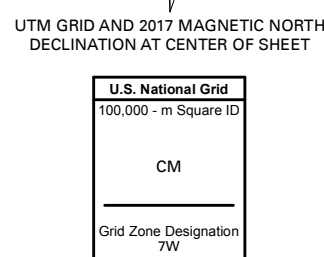 UTM GRID AND 2017 MAGNETIC NORTH
DECLINATION AT CENTER OF SHEET
U.S. National Grid
100,000 - m Square ID
CM
Grid Zone Designation
7W